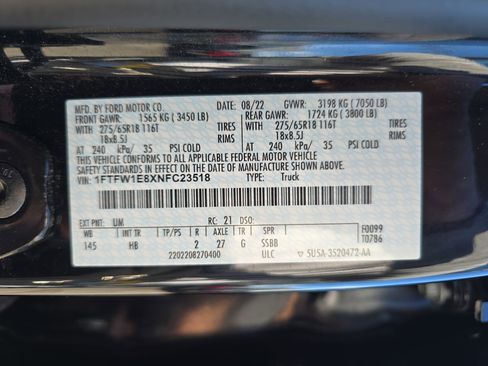 MFD. BY FORD MOTOR CO.
08/22 GVWR: 3198 KG ( 7050 LB)
FRONT GAWR: 1565 KG ( 3450 LB) REAR GAWR: 1724 KG ( 3800 LB)
WITH WITH
275/65R18 116T TIRES 275/65R18 116T TIRES
18x8.5J RIMS 18x8.5J RIMS
AT 240 kPa/ 35 PSI COLD AT 240 kPa/ 35 PSI COLD
THIS VEHICLE CONFORMS TO ALL APPLICABLE FEDERAL MOTOR VEHICLE
SAFETY STANDARDS IN EFFECT ON THE DATE OF MANUFACTURE SHOWN ABOVE.
VIN: 1FTFW1E8XNFC23518 TYPE: Truck
EXT PNT: UM RC: 21 DSO:
WB INT TR TP/PS R AXLE TR SPR F0099
145 HB 2 27 G SSBB T0786
2202208270400 ULC 5USA-3520472-AA